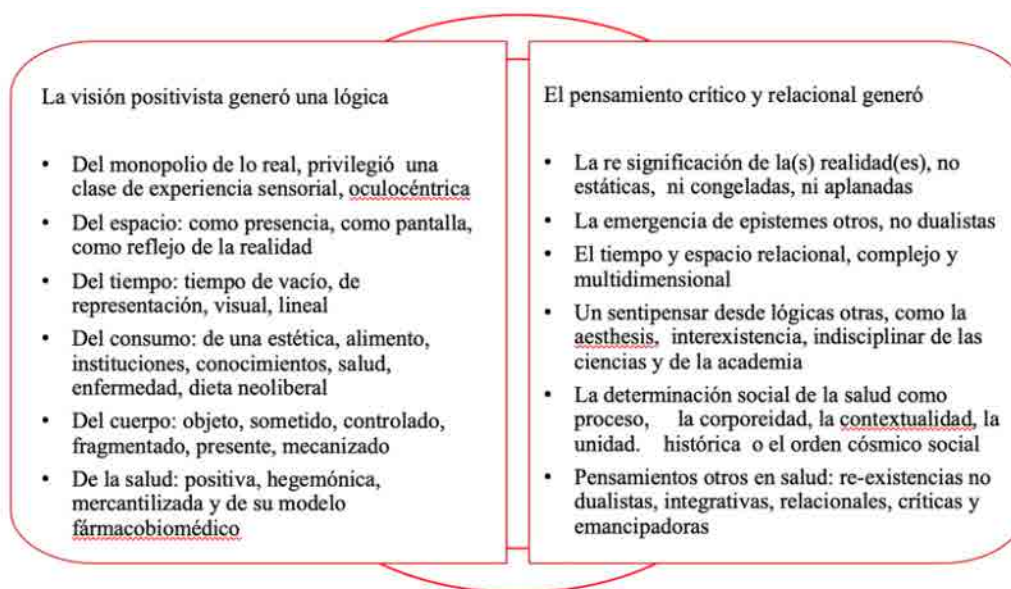 La visión positivista generó una lógica
• Del monopolio de lo real, privilegió una
clase de experiencia sensorial, oculocéntrica
• Del espacio: como presencia, como pantalla,
como reflejo de la realidad
• Del tiempo: tiempo de vacío, de
representación, visual, lineal
• Del consumo: de una estética, alimento,
instituciones, conocimientos, salud,
enfermedad, dieta neoliberal
• Del cuerpo: objeto, sometido, controlado,
fragmentado, presente, mecanizado
• De la salud: positiva, hegemónica,
mercantilizada y de su modelo
fármacobiomédico
El pensamiento crítico y relacional generó
• La re significación de la(s) realidad(es), no
estáticas, ni congeladas, ni aplanadas
• La emergencia de epistemes otros, no dualistas
• El tiempo y espacio relacional, complejo y
multidimensional
• Un sentipensar desde lógicas otras, como la
aesthesis, interexistencia, indisciplinar de las
ciencias y de la academia
• La determinación social de la salud como
proceso, la corporeidad, la contextualidad, la
unidad. histórica o el orden cósmico social
• Pensamientos otros en salud: re-existencias no
dualistas, integrativas, relacionales, críticas y
emancipadoras